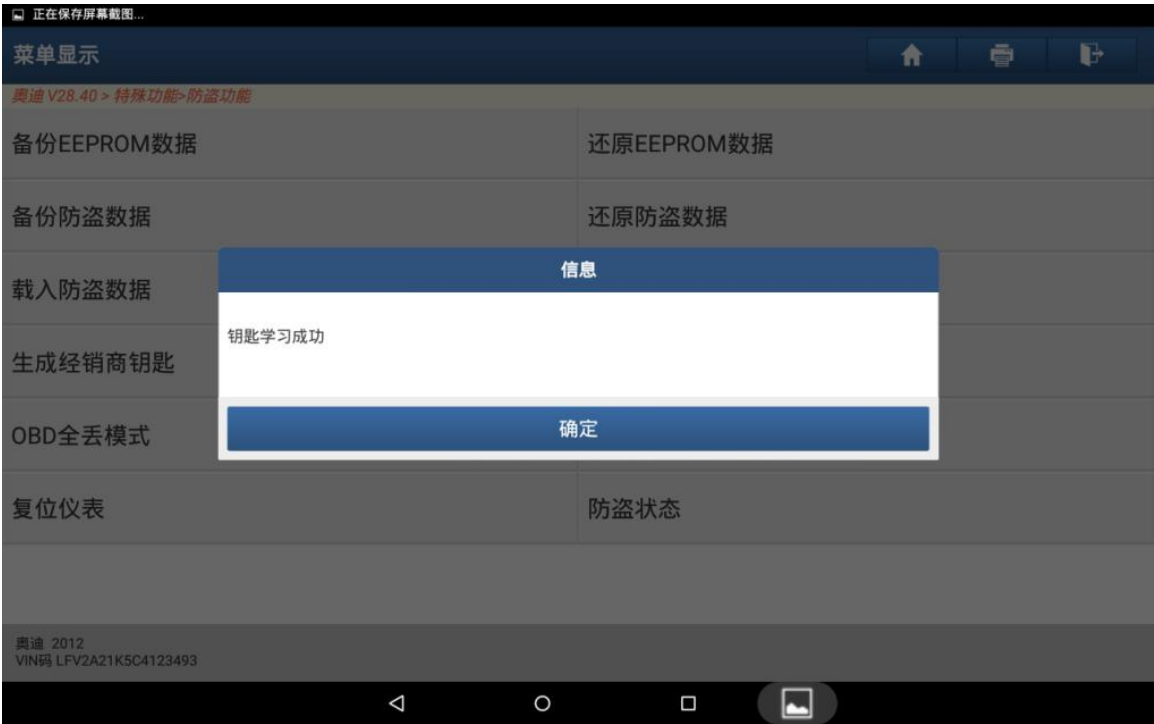 正在保存屏幕截图...
菜单显示
奥迪 V28.40 > 特殊功能>防盗功能
备份EEPROM数据
还原EEPROM数据
备份防盗数据
还原防盗数据
信息
载入防盗数据
钥匙学习成功
生成经销商钥匙
确定
OBD全丢模式
复位仪表
防盗状态
奥迪 2012
VIN码 LFV2A21K5C4123493